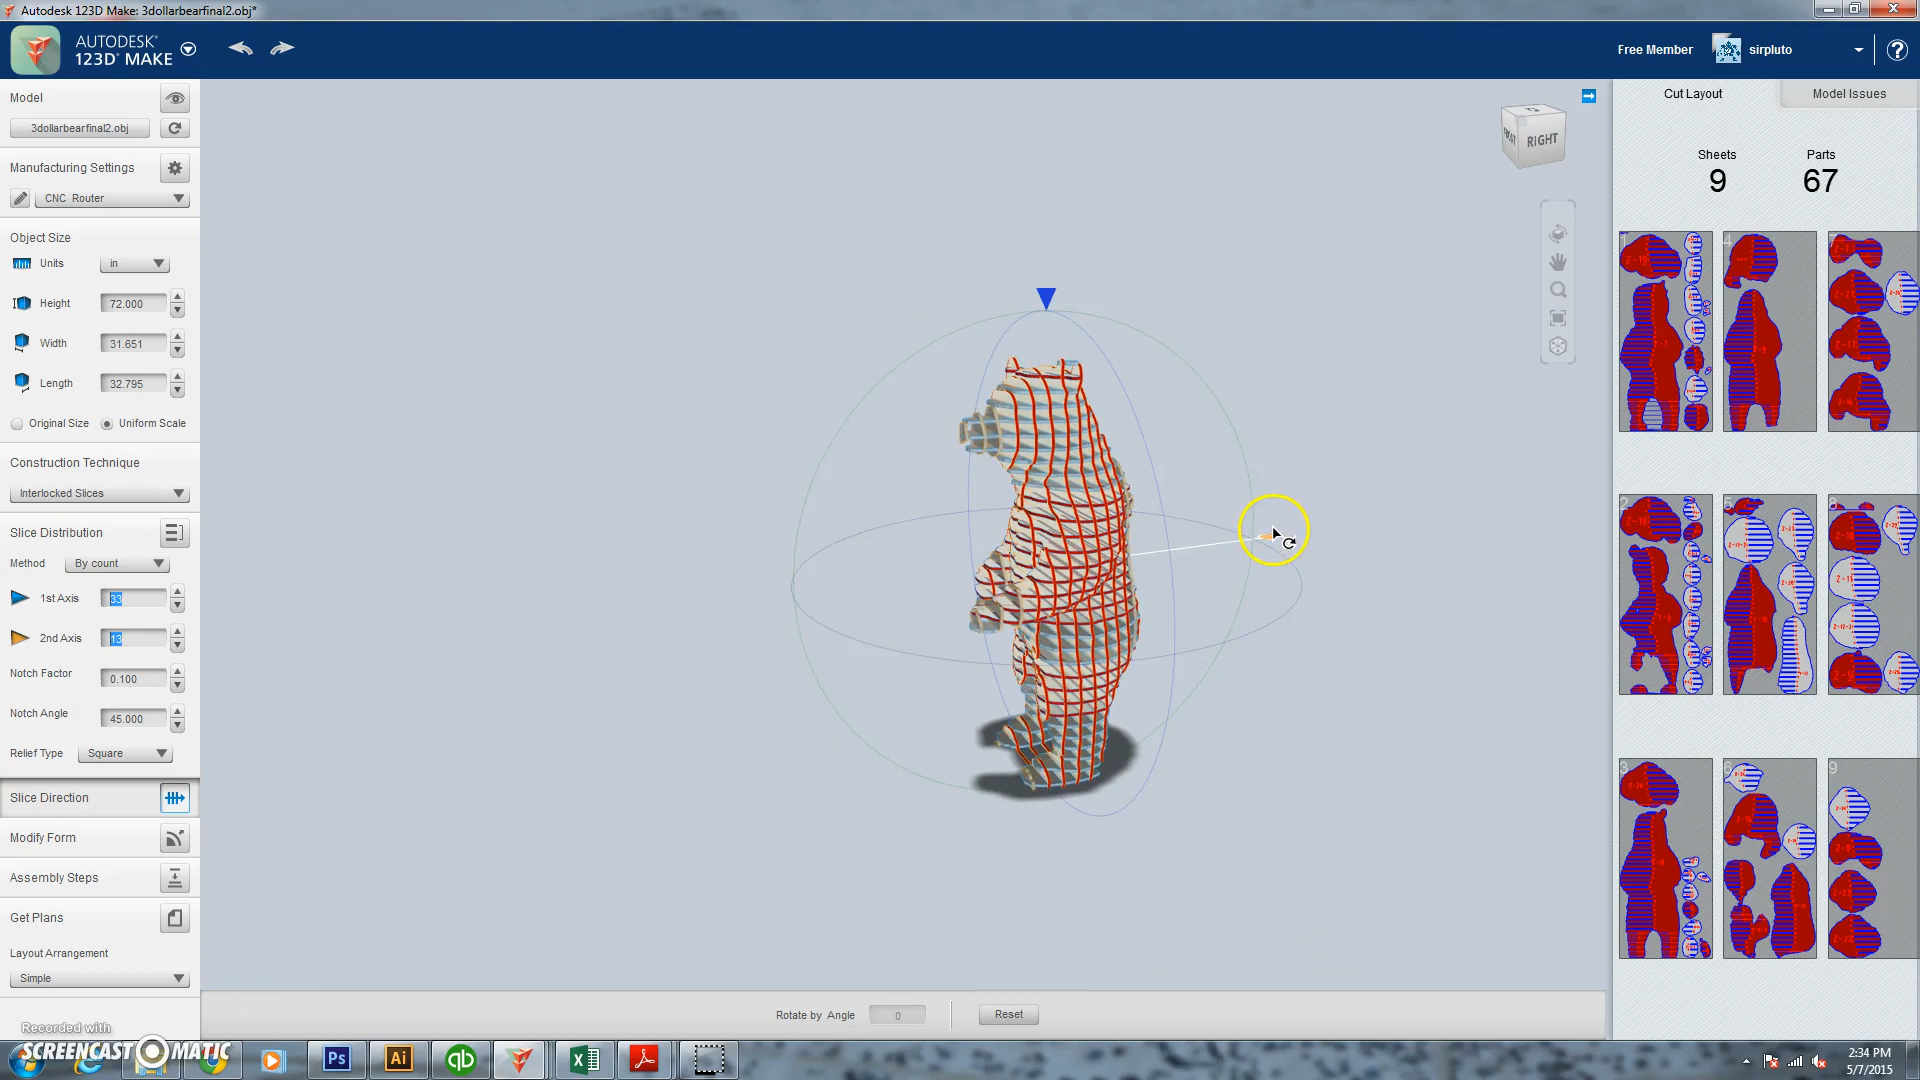 Autodesk 123D Make: 3dollarbearfinal2.obj*
AUTODESK®
123D® MAKE
Free Member
sirpluto
?
Model
3dollarbearfinal2.obj
Manufacturing Settings
CNC Router
Object Size
Units in
Height 72.000
Width 31.651
Length 32.795
Original Size Uniform Scale
Construction Technique
Interlocked Slices
Slice Distribution
Method By count
1st Axis 33
2nd Axis 13
Notch Factor 0.100
Notch Angle 45.000
Relief Type Square
Slice Direction
Modify Form
Assembly Steps
Get Plans
Layout Arrangement
Simple
RIGHT
Rotate by Angle 0
Reset
Cut Layout Model Issues
Sheets Parts
9 67
Recorded with
SCREENCAST MATIC
Ps
Ai
qb
2:34 PM
5/7/2015